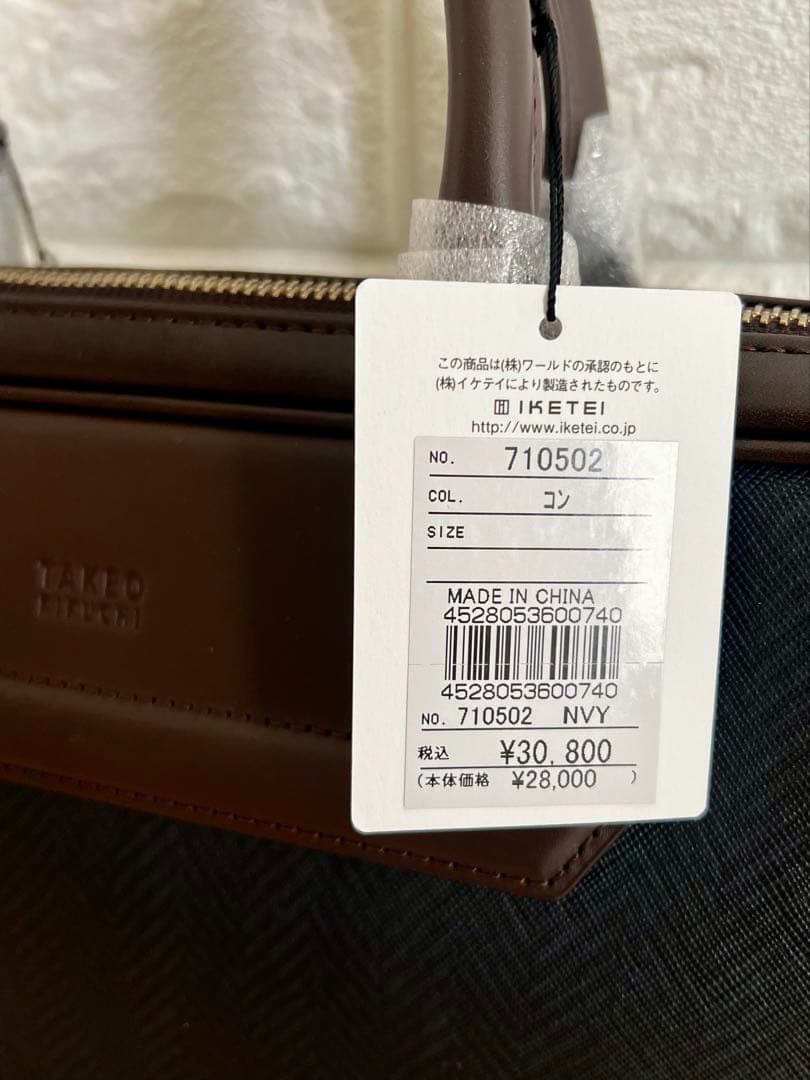 この商品は(株)ワールドの承認のもとに
(株)イケテイにより製造されたものです。
IKETEI
http://www.iketei.co.jp
NO. 710502
COL. コン
SIZE
MADE IN CHINA
4528053600740
4528053600740
NO. 710502 NVY
税込 ¥30,800
(本体価格 ¥28,000 )
TAKEO
KIKUCHI